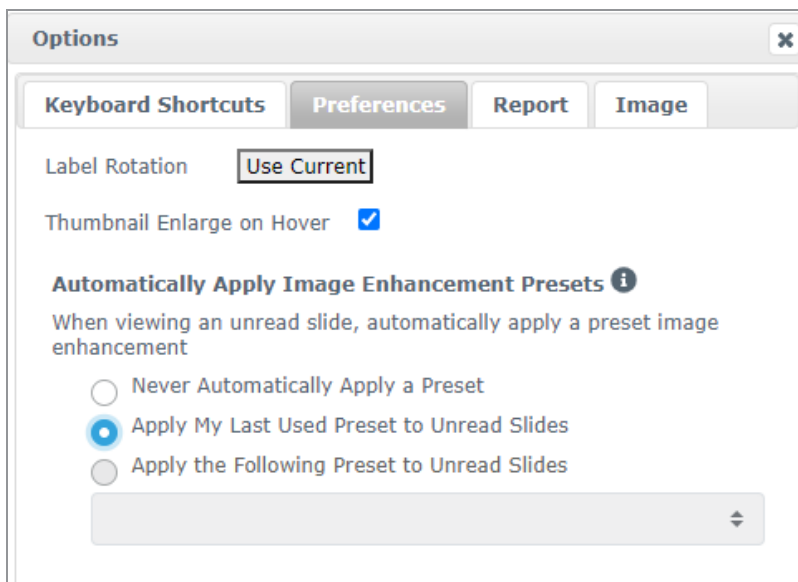 Options
Keyboard Shortcuts Preferences Report Image
Label Rotation Use Current
Thumbnail Enlarge on Hover
Automatically Apply Image Enhancement Presets
When viewing an unread slide, automatically apply a preset image
enhancement
Never Automatically Apply a Preset
Apply My Last Used Preset to Unread Slides
Apply the Following Preset to Unread Slides